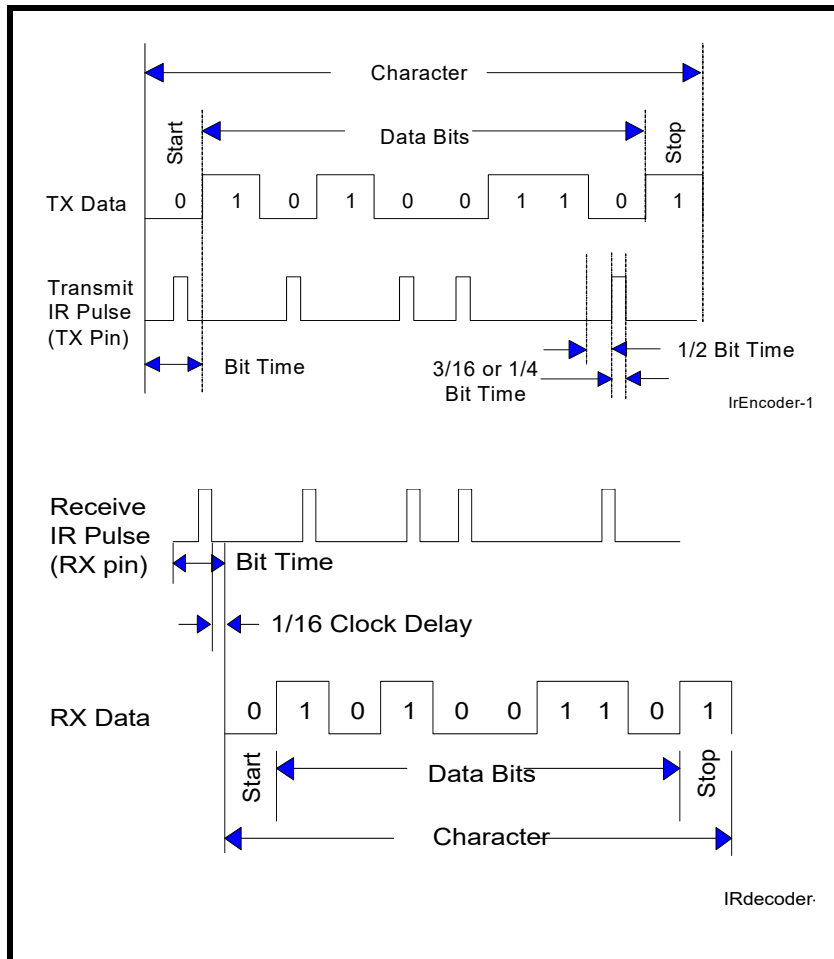 Character
Start
Data Bits
Stop
TX Data
0 1 0 1 0 0 1 1 0 1
Transmit
IR Pulse
(TX Pin)
Bit Time
3/16 or 1/4
Bit Time
1/2 Bit Time
IrEncoder-1
Receive
IR Pulse
(RX pin)
Bit Time
1/16 Clock Delay
RX Data
0 1 0 1 0 0 1 1 0 1
Start
Data Bits
Stop
Character
IRdecoder-